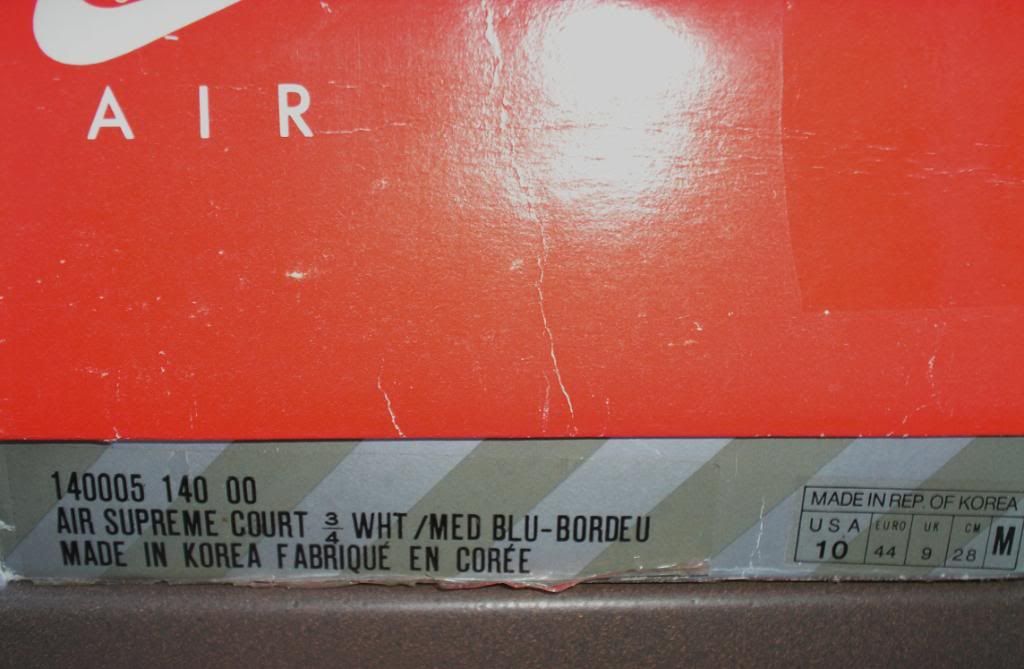 AIR
140005 140 00
AIR SUPREME COURT 3/4 WHT/MED BLU-BORDEU
MADE IN KOREA FABRIQUÉ EN CORÉE
MADE IN REP. OF KOREA
USA EURO UK CM M
10 44 9 28